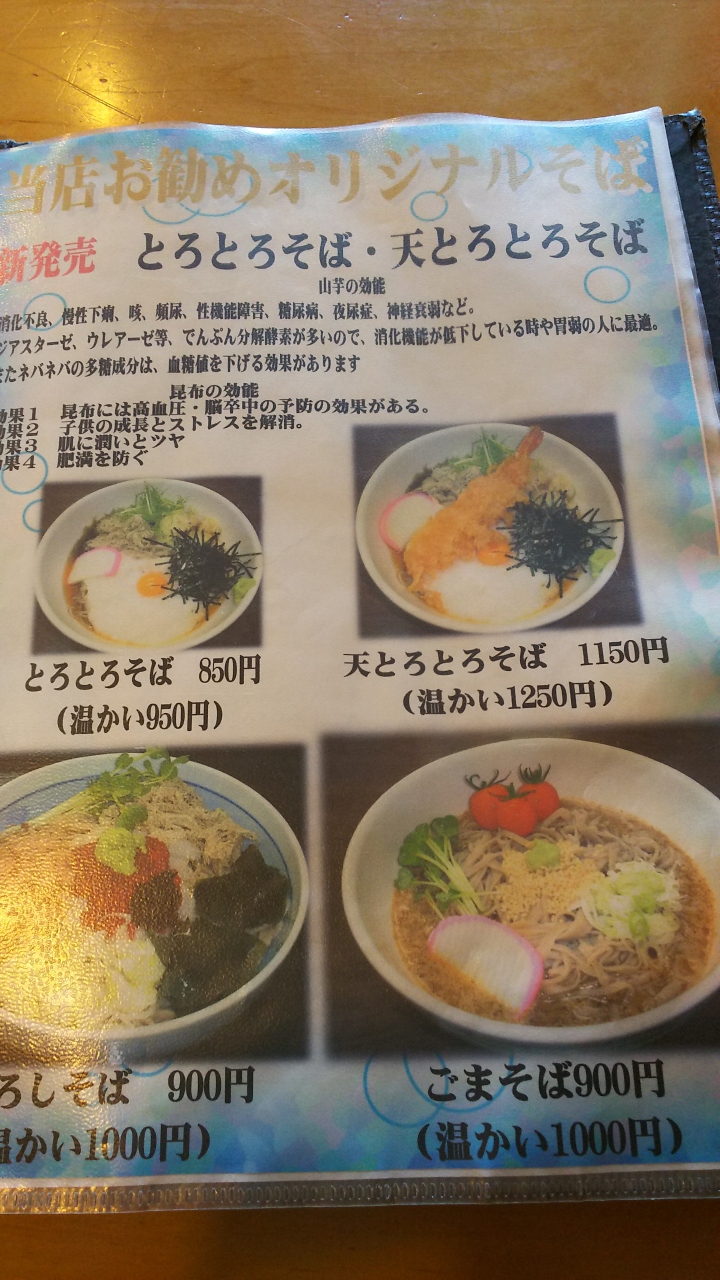 当店お勧めオリジナルそば
新発売 とろとろそば・天とろとろそば
山芋の効能
消化不良、慢性下痢、咳、頻尿、性機能障害、糖尿病、夜尿症、神経衰弱など。
ジアスターゼ、ウレアーゼ等、でんぷん分解酵素が多いので、消化機能が低下している時や胃弱の人に最適。
またネバネバの多糖成分は、血糖値を下げる効果があります
昆布の効能
効果1 昆布には高血圧・脳卒中の予防の効果がある。
効果2 子供の成長とストレスを解消。
効果3 肌に潤いとツヤ
効果4 肥満を防ぐ
とろとろそば 850円
(温かい950円)
天とろとろそば 1150円
(温かい1250円)
ろしそば 900円
温かい1000円)
ごまそば900円
(温かい1000円)